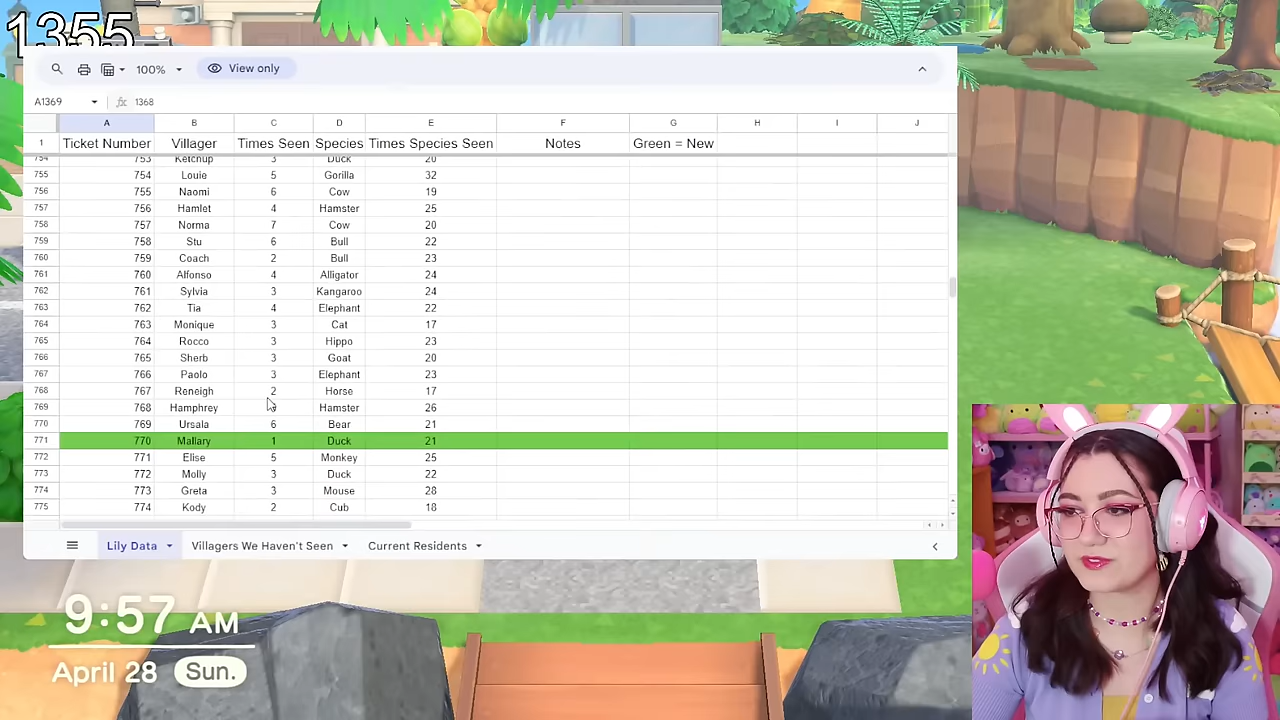 1355
100%
View only
A1369
fx 1368
A B C D E F G H I J
1 Ticket Number Villager Times Seen Species Times Species Seen Notes Green = New
754 753 Ketchup 3 Duck 20
755 754 Louie 5 Gorilla 32
756 755 Naomi 6 Cow 19
757 756 Hamlet 4 Hamster 25
758 757 Norma 7 Cow 20
759 758 Stu 6 Bull 22
760 759 Coach 2 Bull 23
761 760 Alfonso 4 Alligator 24
762 761 Sylvia 3 Kangaroo 24
763 762 Tia 4 Elephant 22
764 763 Monique 3 Cat 17
765 764 Rocco 3 Hippo 23
766 765 Sherb 3 Goat 20
767 766 Paolo 3 Elephant 23
768 767 Reneigh 2 Horse 17
769 768 Hamphrey Hamster 26
770 769 Ursala 6 Bear 21
771 770 Mallary 1 Duck 21
772 771 Elise 5 Monkey 25
773 772 Molly 3 Duck 22
774 773 Greta 3 Mouse 28
775 774 Kody 2 Cub 18
Lily Data Villagers We Haven't Seen Current Residents
9:57 AM
April 28 Sun.